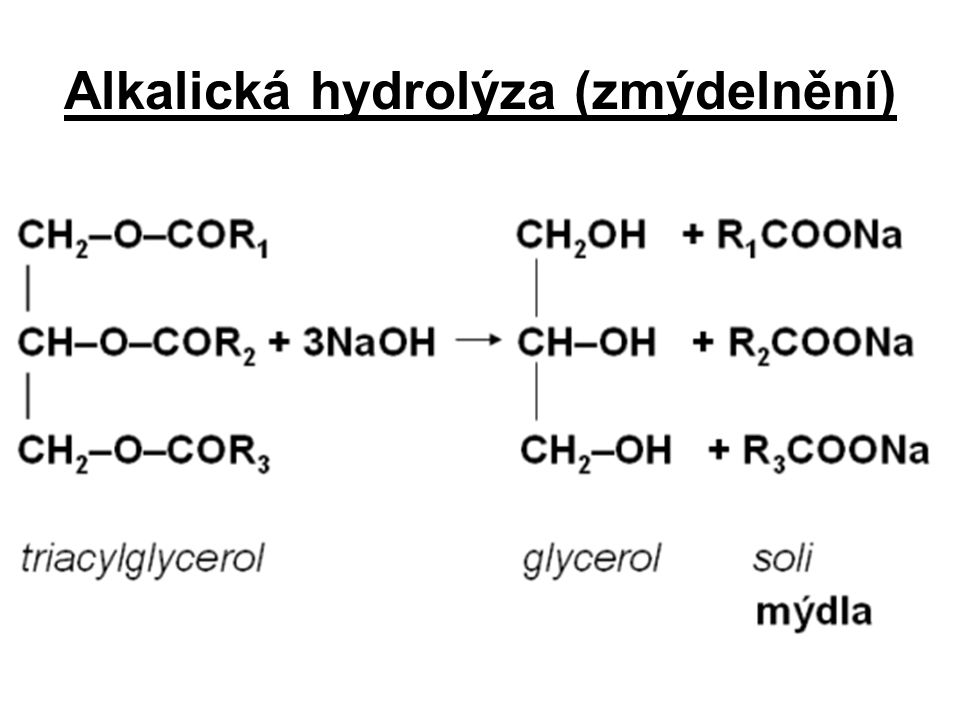 Alkalická hydrolýza (zmýdelnění)
CH₂–O–COR₁ CH₂OH + R₁COONa
| |
CH–O–COR₂ + 3NaOH → CH–OH + R₂COONa
| |
CH₂–O–COR₃ CH₂–OH + R₃COONa
triacylglycerol glycerol soli
mýdla